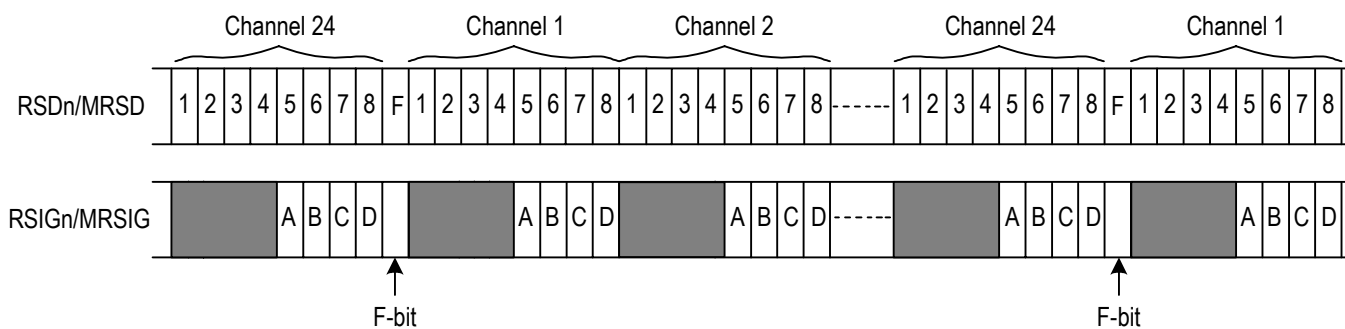 Channel 24 Channel 1 Channel 2 Channel 24 Channel 1
RSDn/MRSD 1 2 3 4 5 6 7 8 F 1 2 3 4 5 6 7 8 1 2 3 4 5 6 7 8 1 2 3 4 5 6 7 8 F 1 2 3 4 5 6 7 8
RSIGn/MRSIG A B C D A B C D A B C D A B C D A B C D
F-bit F-bit